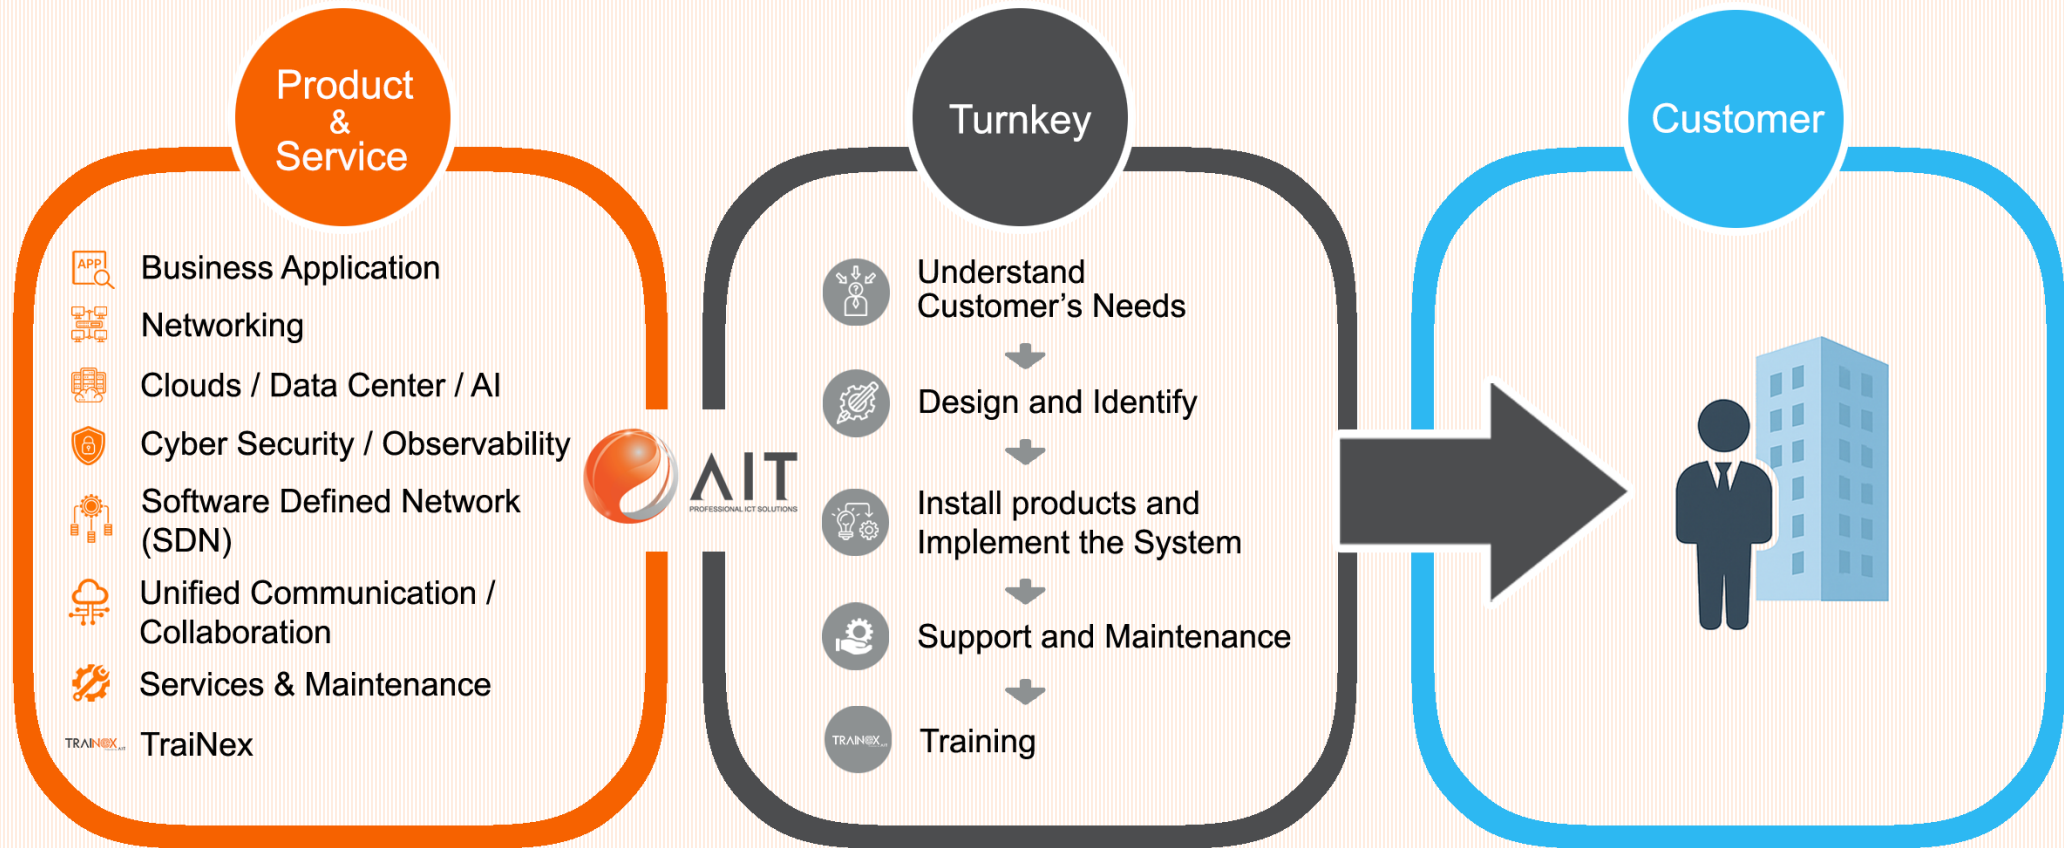 Product
&
Service
Business Application
Networking
Clouds / Data Center / AI
Cyber Security / Observability
Software Defined Network
(SDN)
Unified Communication /
Collaboration
Services & Maintenance
TraiNex
APP
TRAINEX
AIT
AIT
PROFESSIONAL ICT SOLUTIONS
Turnkey
Understand
Customer’s Needs
Design and Identify
Install products and
Implement the System
Support and Maintenance
Training
TRAINEX
Customer